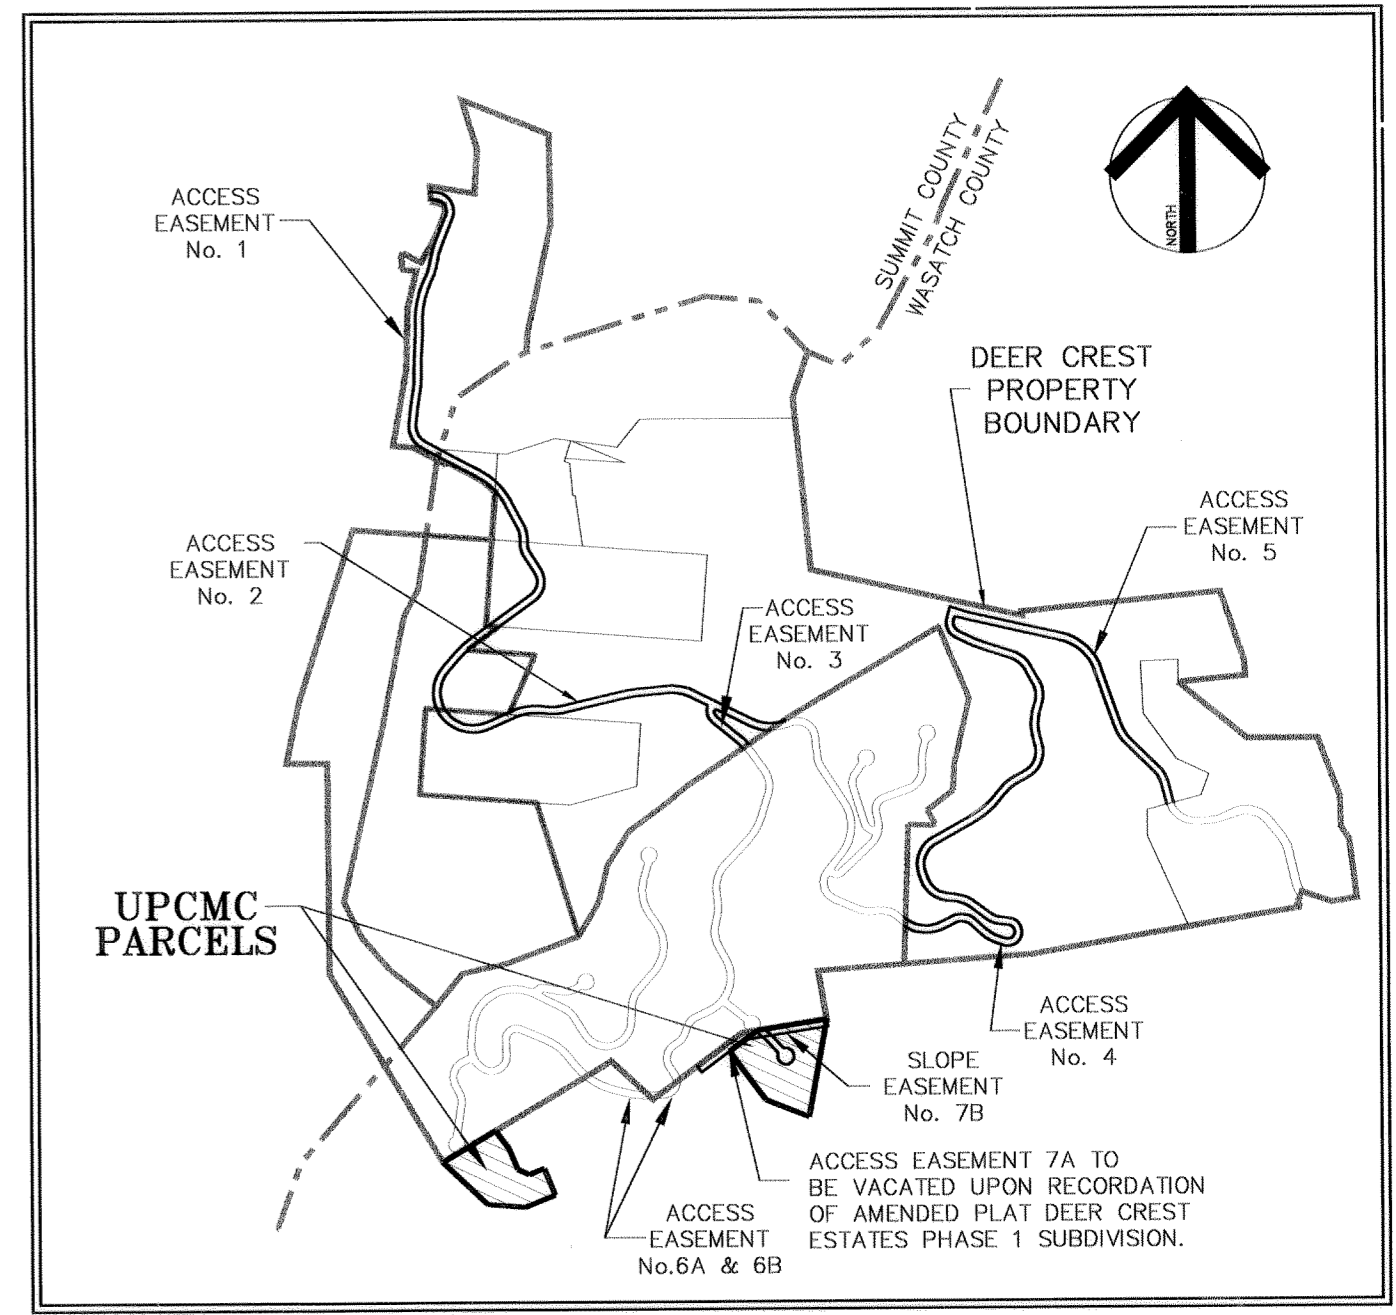 ACCESS
EASEMENT
No. 1
SUMMIT COUNTY
WASATCH COUNTY
NORTH
DEER CREST
PROPERTY
BOUNDARY
ACCESS
EASEMENT
No. 5
ACCESS
EASEMENT
No. 2
ACCESS
EASEMENT
No. 3
UPCMC
PARCELS
ACCESS
EASEMENT
No. 4
SLOPE
EASEMENT
No. 7B
ACCESS EASEMENT 7A TO
BE VACATED UPON RECORDATION
OF AMENDED PLAT DEER CREST
ESTATES PHASE 1 SUBDIVISION.
ACCESS
EASEMENT
No.6A & 6B